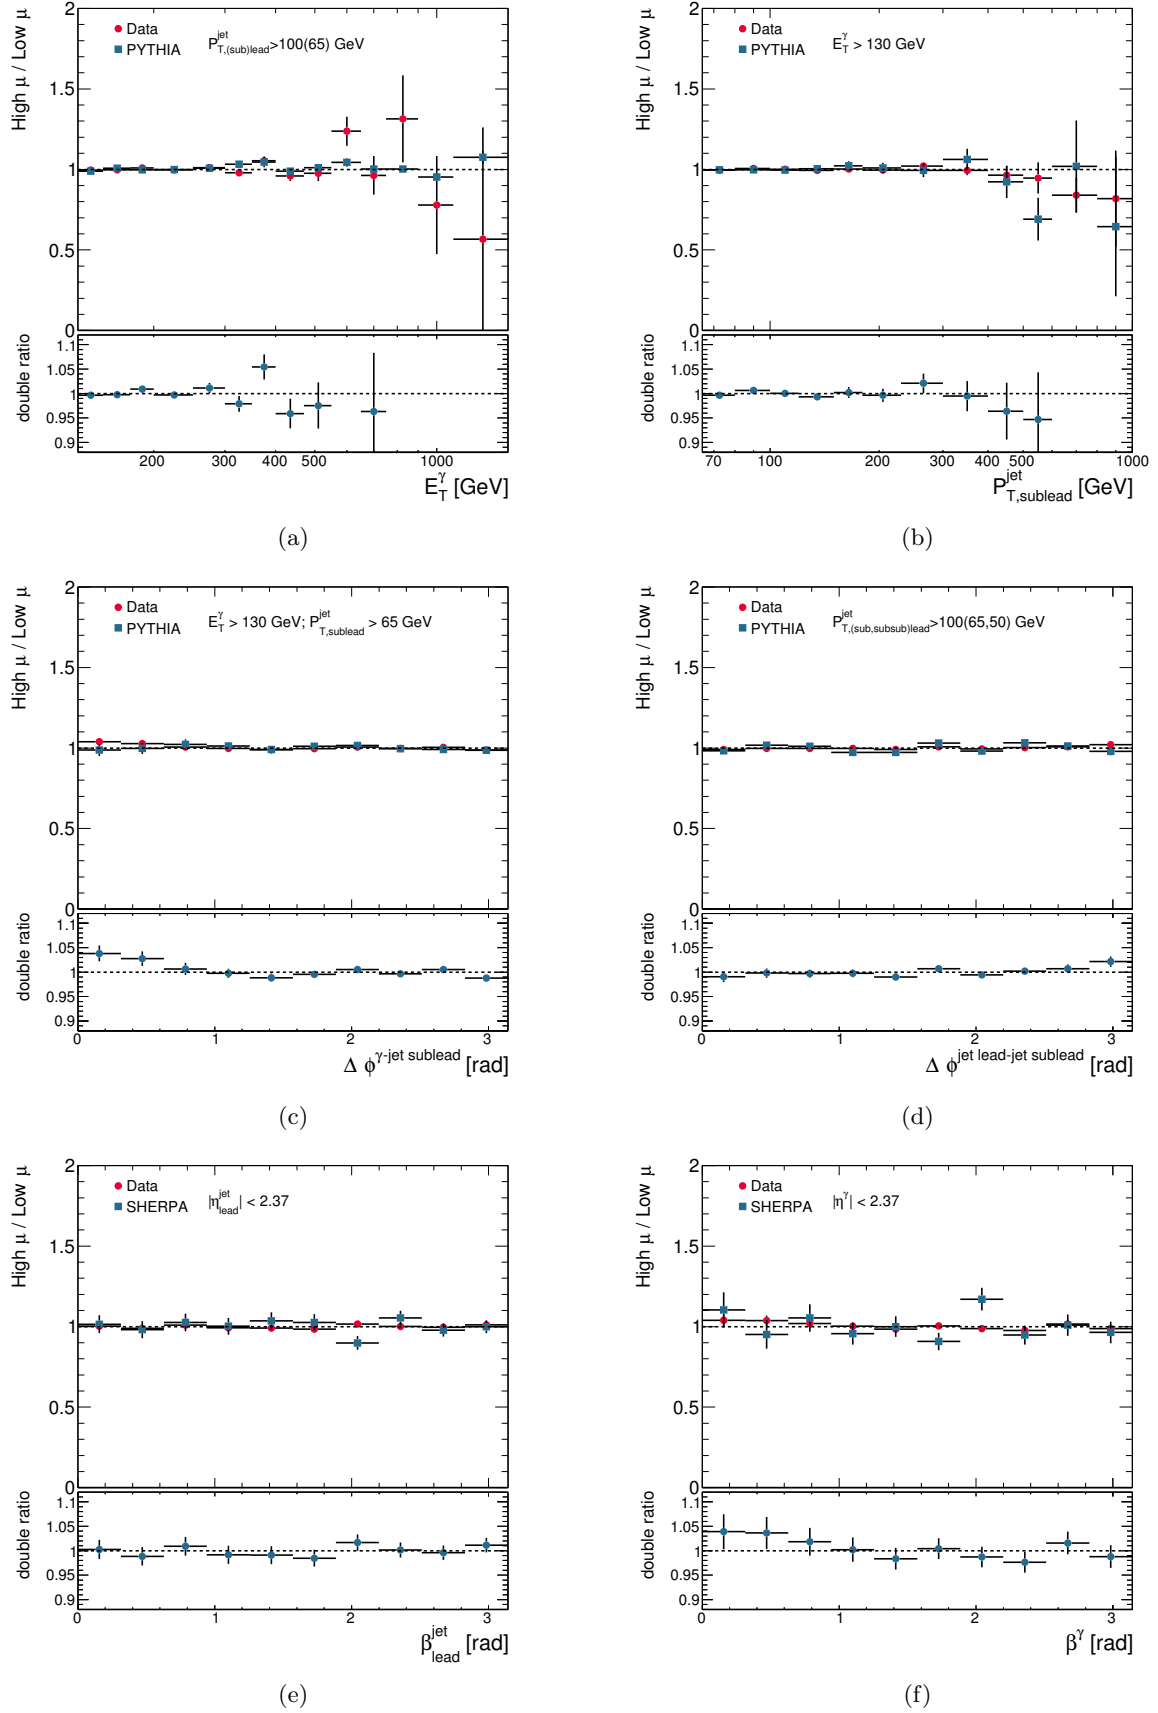 High μ / Low μ
2
1.5
1
0.5
0
Data
PYTHIA
P^jet_T,(sub)lead>100(65) GeV
double ratio
1.1
1.05
1
0.95
0.9
200 300 400 500 1000
E^γ_T [GeV]
(a)
High μ / Low μ
2
1.5
1
0.5
0
Data
PYTHIA
E^γ_T > 130 GeV
double ratio
1.1
1.05
1
0.95
0.9
70 100 200 300 400 500 1000
P^jet_T,sublead [GeV]
(b)
High μ / Low μ
2
1.5
1
0.5
0
Data
PYTHIA
E^γ_T > 130 GeV; P^jet_T,sublead > 65 GeV
double ratio
1.1
1.05
1
0.95
0.9
0 1 2 3
Δ ϕ^γ-jet sublead [rad]
(c)
High μ / Low μ
2
1.5
1
0.5
0
Data
PYTHIA
P^jet_T,(sub,subsub)lead>100(65,50) GeV
double ratio
1.1
1.05
1
0.95
0.9
0 1 2 3
Δ ϕ^jet lead-jet sublead [rad]
(d)
High μ / Low μ
2
1.5
1
0.5
0
Data
SHERPA
|η^jet_lead| < 2.37
double ratio
1.1
1.05
1
0.95
0.9
0 1 2 3
β^jet_lead [rad]
(e)
High μ / Low μ
2
1.5
1
0.5
0
Data
SHERPA
|η^γ| < 2.37
double ratio
1.1
1.05
1
0.95
0.9
0 1 2 3
β^γ [rad]
(f)